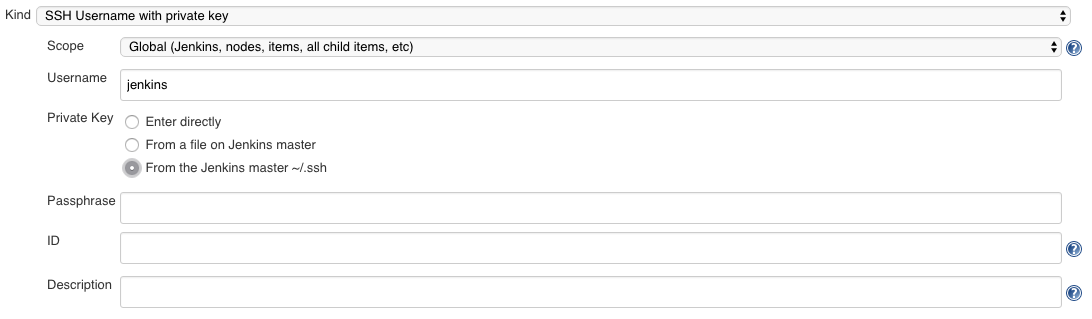 Kind SSH Username with private key
Scope Global (Jenkins, nodes, items, all child items, etc) ?
Username jenkins
Private Key Enter directly
From a file on Jenkins master
From the Jenkins master ~/.ssh
Passphrase
ID ?
Description ?